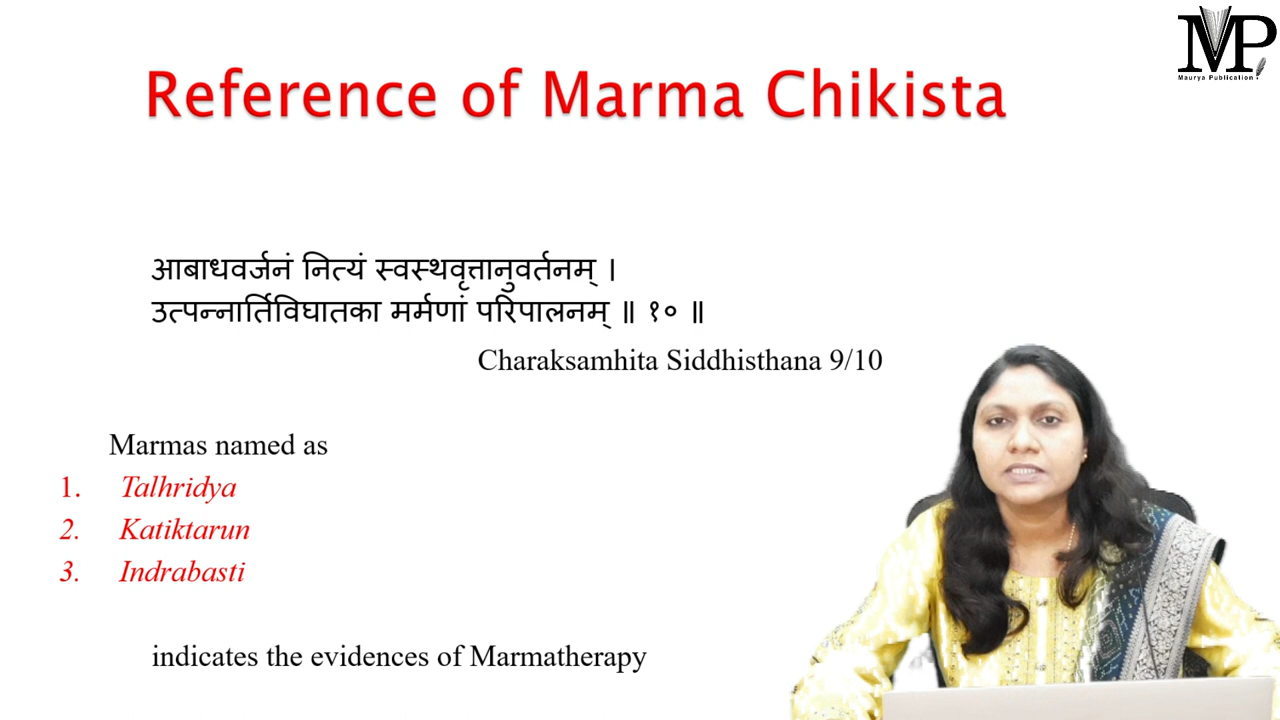 MP
Maurya Publication
Reference of Marma Chikista
आबाधवर्जनं नित्यं स्वस्थवृत्तानुवर्तनम् ।
उत्पन्नार्तिविघातका मर्मणां परिपालनम् ॥ १० ॥
Charaksamhita Siddhisthana 9/10
Marmas named as
1. Talhridya
2. Katiktarun
3. Indrabasti
indicates the evidences of Marmatherapy